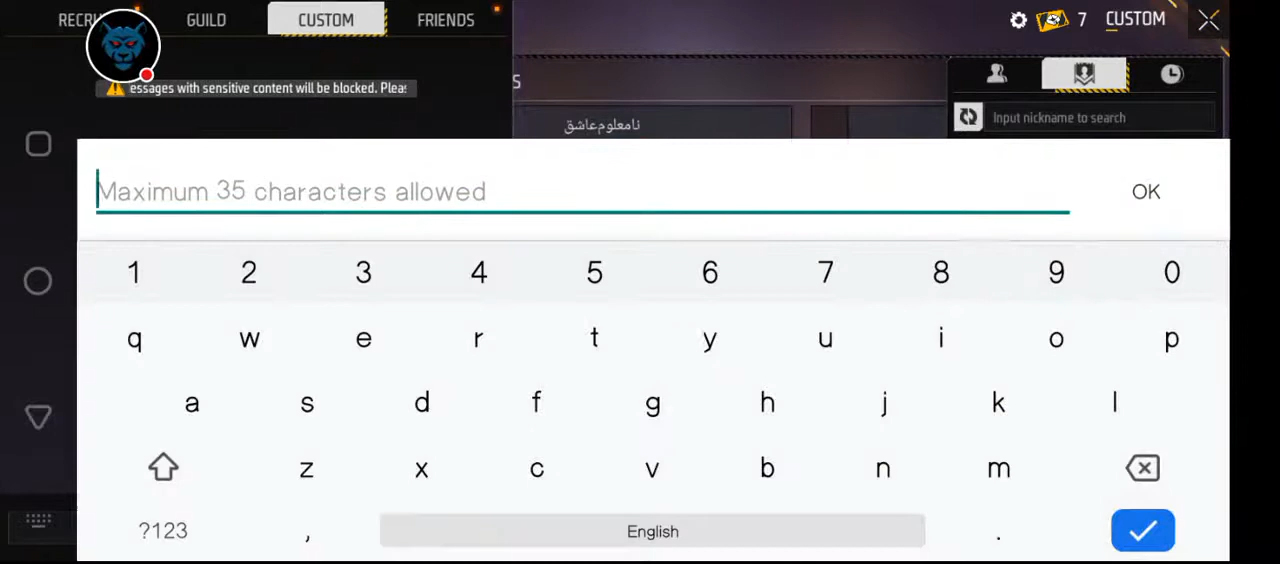 RECRU
GUILD
CUSTOM
FRIENDS
7
CUSTOM
essages with sensitive content will be blocked. Pleas
S
نامعلوم عاشق
Input nickname to search
Maximum 35 characters allowed
OK
1 2 3 4 5 6 7 8 9 0
q w e r t y u i o p
a s d f g h j k l
z x c v b n m
?123 , English .